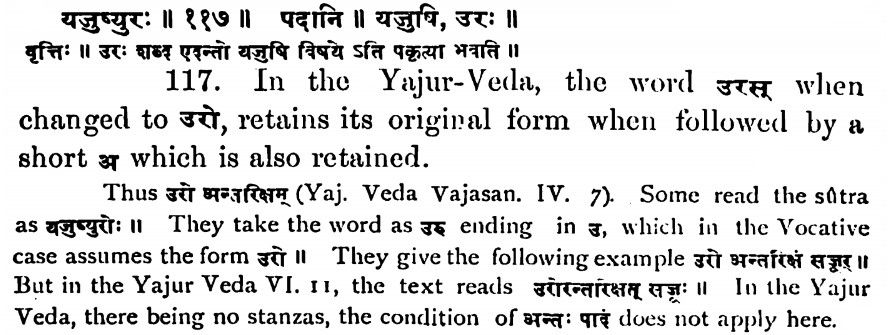 यजुष्युरः ॥ ११७ ॥ पदानि ॥ यजुषि, उरः ॥
वृत्तिः ॥ उरः शब्द एङन्तो यजुषि विषये ऽति प्रकृत्या भवति ॥
117. In the Yajur-Veda, the word उरस् when
changed to उरो, retains its original form when followed by a
short अ which is also retained.
Thus उरो अन्तरिक्षम् (Yaj. Veda Vajasan. IV. 7). Some read the sûtra
as यजुष्युरोः ॥ They take the word as उरु ending in उ, which in the Vocative
case assumes the form उरो ॥ They give the following example उरो अन्तरिक्षं सजूर् ॥
But in the Yajur Veda VI. 11, the text reads उरोरन्तरिक्षत् सजूः ॥ In the Yajur
Veda, there being no stanzas, the condition of अन्तः पादं does not apply here.